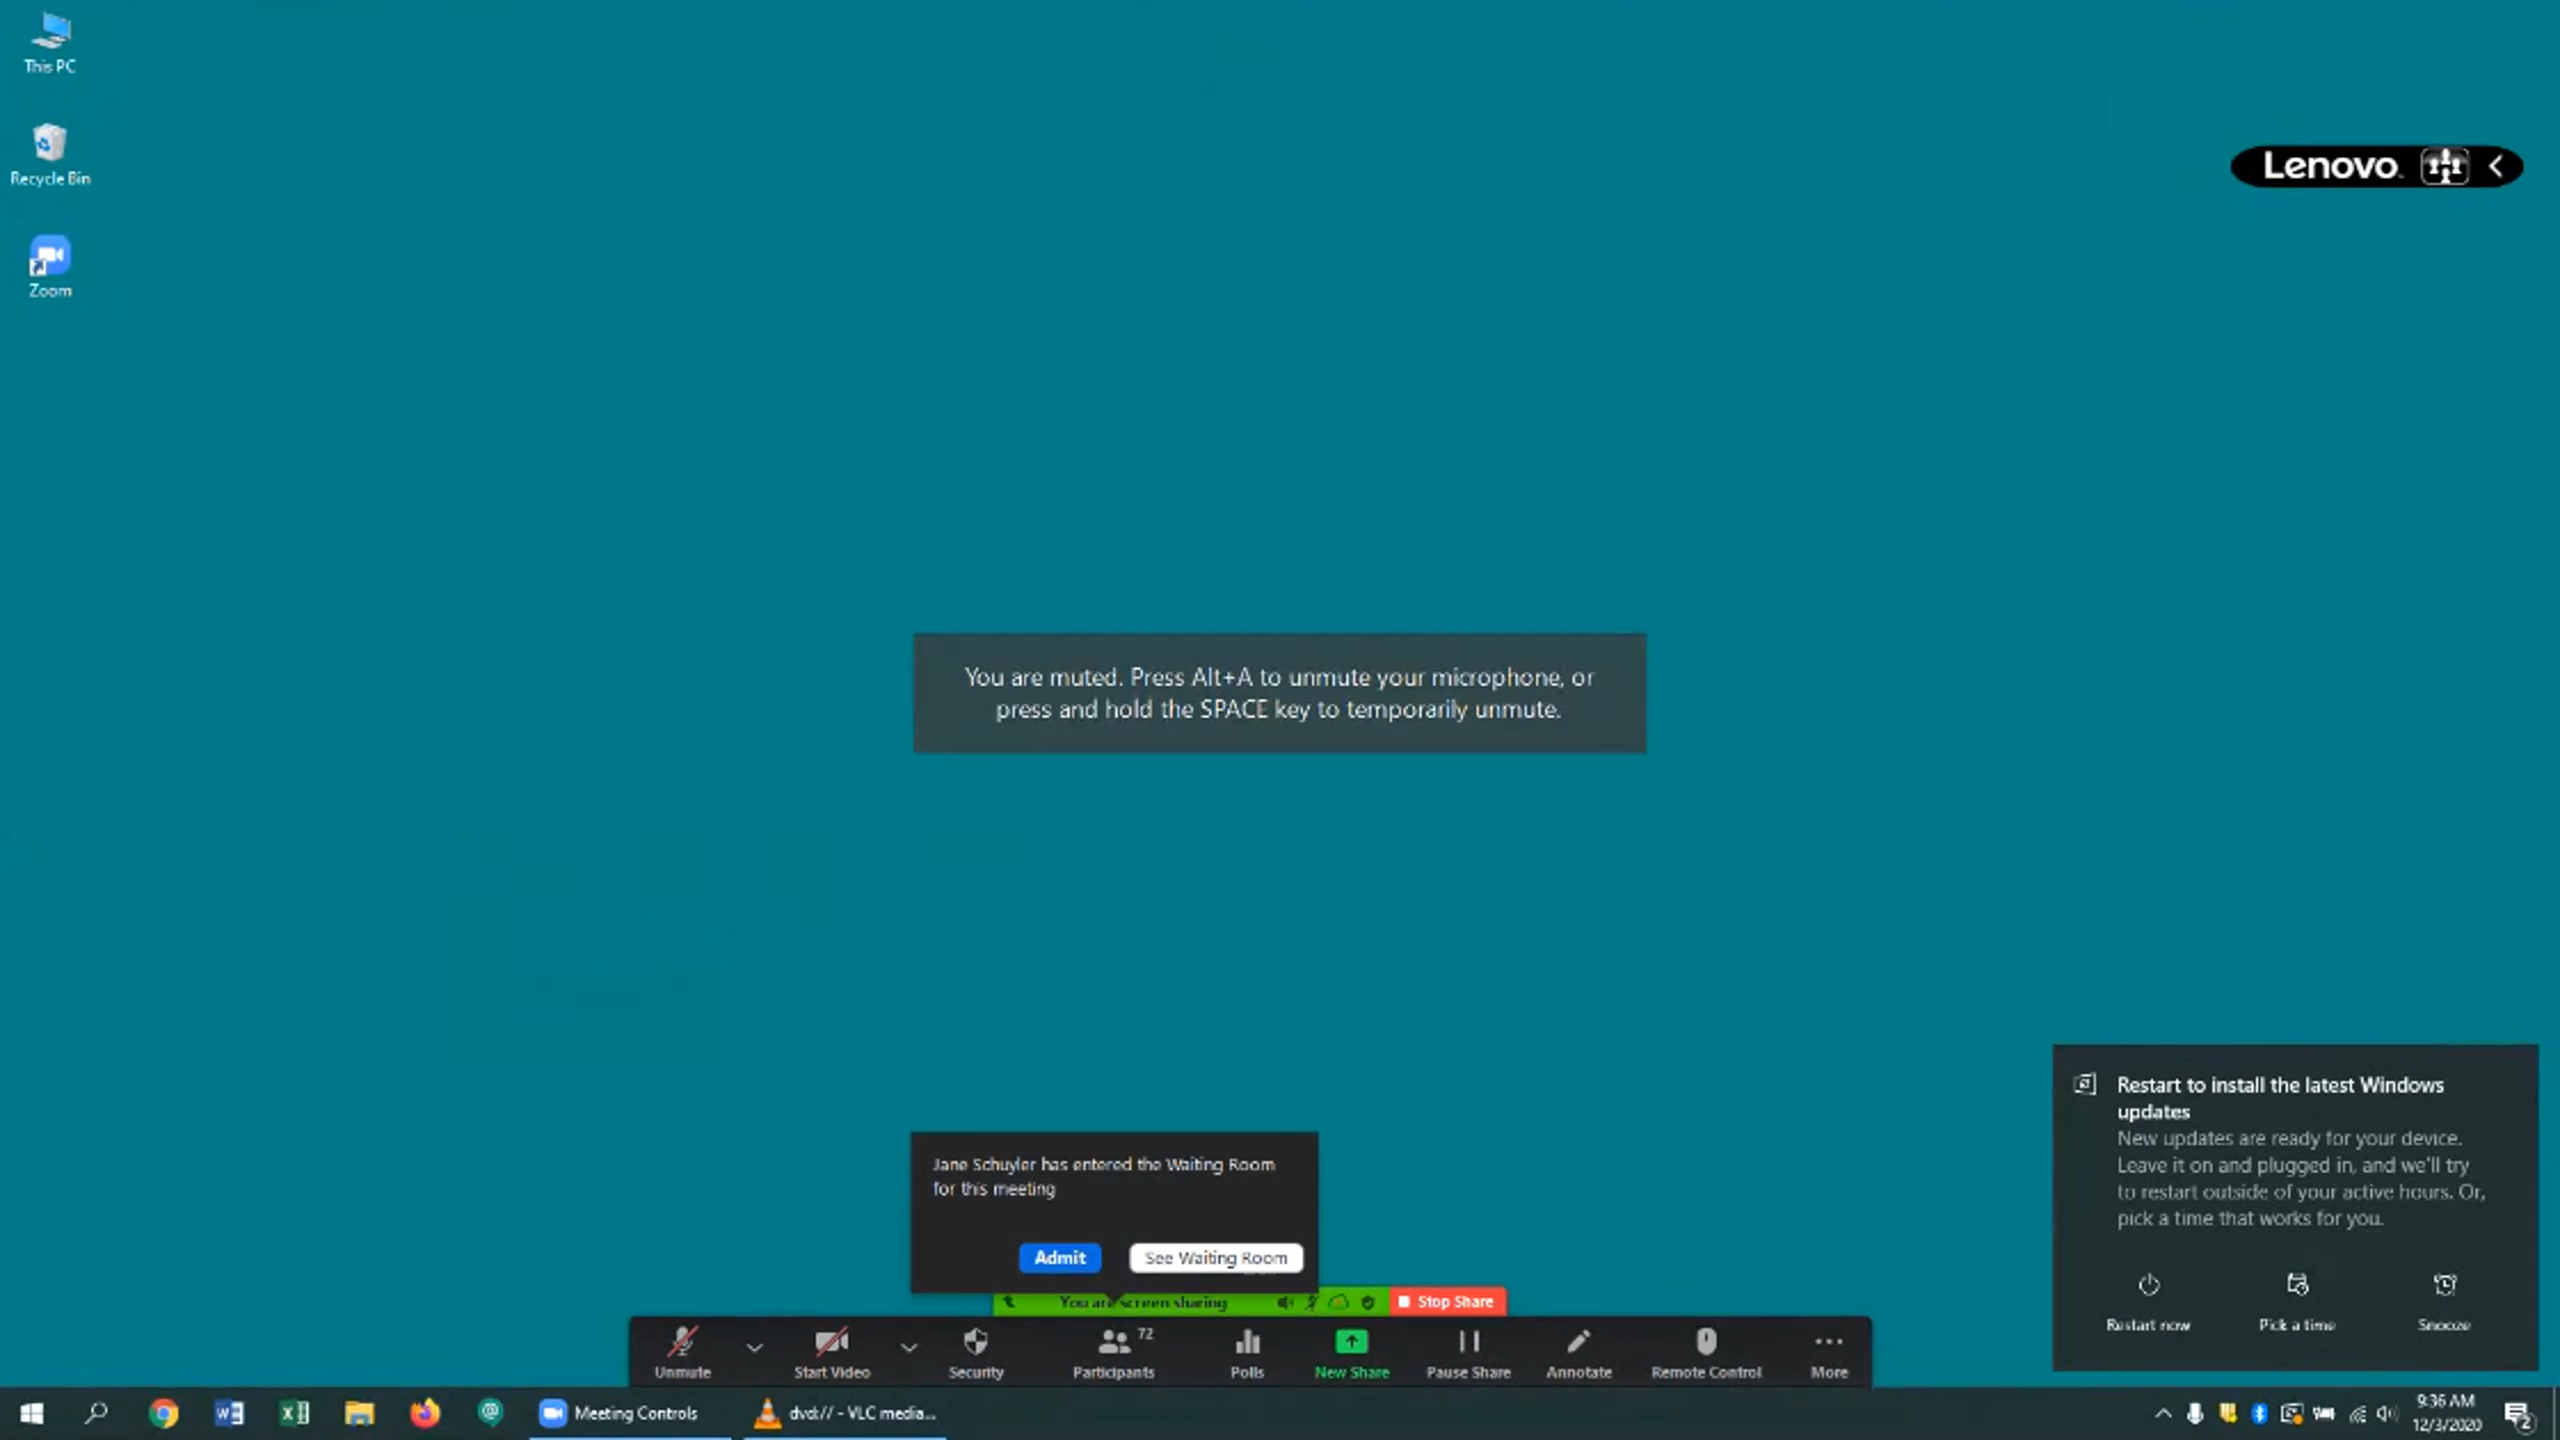 This PC
Recycle Bin
Zoom
Lenovo
You are muted. Press Alt+A to unmute your microphone, or
press and hold the SPACE key to temporarily unmute.
Restart to install the latest Windows
updates
New updates are ready for your device.
Leave it on and plugged in, and we'll try
to restart outside of your active hours. Or,
pick a time that works for you.
Restart now
Pick a time
Snooze
Jane Schuyler has entered the Waiting Room
for this meeting
Admit
See Waiting Room
You are screen sharing
Stop Share
Unmute
Start Video
Security
72
Participants
Polls
New Share
Pause Share
Annotate
Remote Control
More
Meeting Controls
dvd:// - VLC media...
9:36 AM
12/3/2020
2